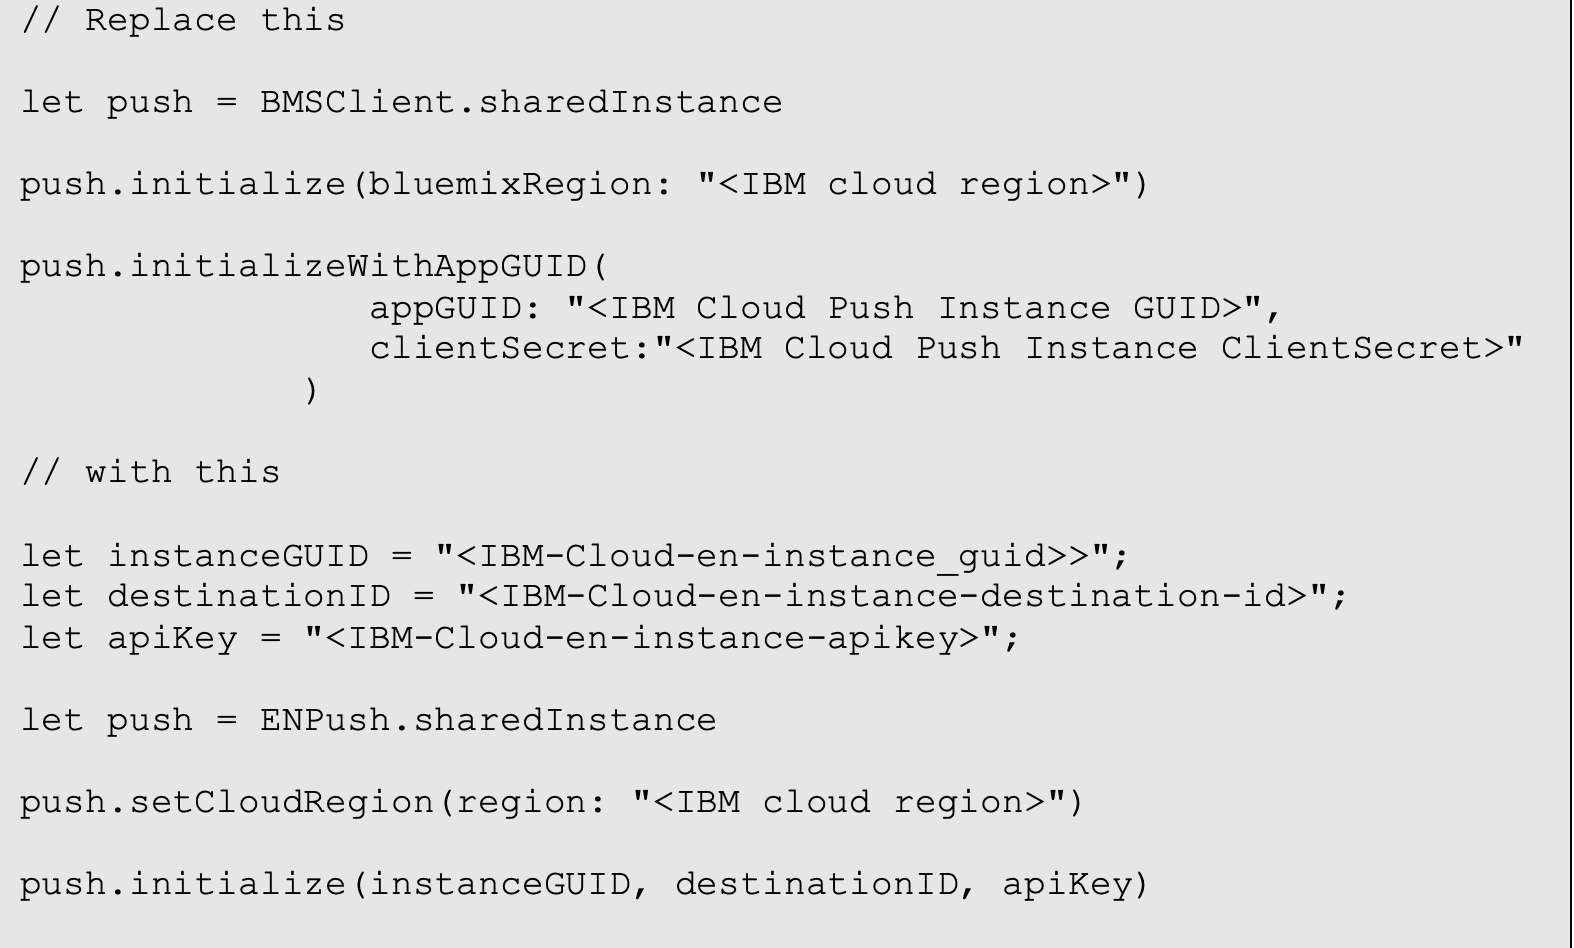 // Replace this
let push = BMSClient.sharedInstance
push.initialize(bluemixRegion: "<IBM cloud region>")
push.initializeWithAppGUID(
appGUID: "<IBM Cloud Push Instance GUID>",
clientSecret:"<IBM Cloud Push Instance ClientSecret>"
)
// with this
let instanceGUID = "<IBM-Cloud-en-instance_guid>>";
let destinationID = "<IBM-Cloud-en-instance-destination-id>";
let apiKey = "<IBM-Cloud-en-instance-apikey>";
let push = ENPush.sharedInstance
push.setCloudRegion(region: "<IBM cloud region>")
push.initialize(instanceGUID, destinationID, apiKey)